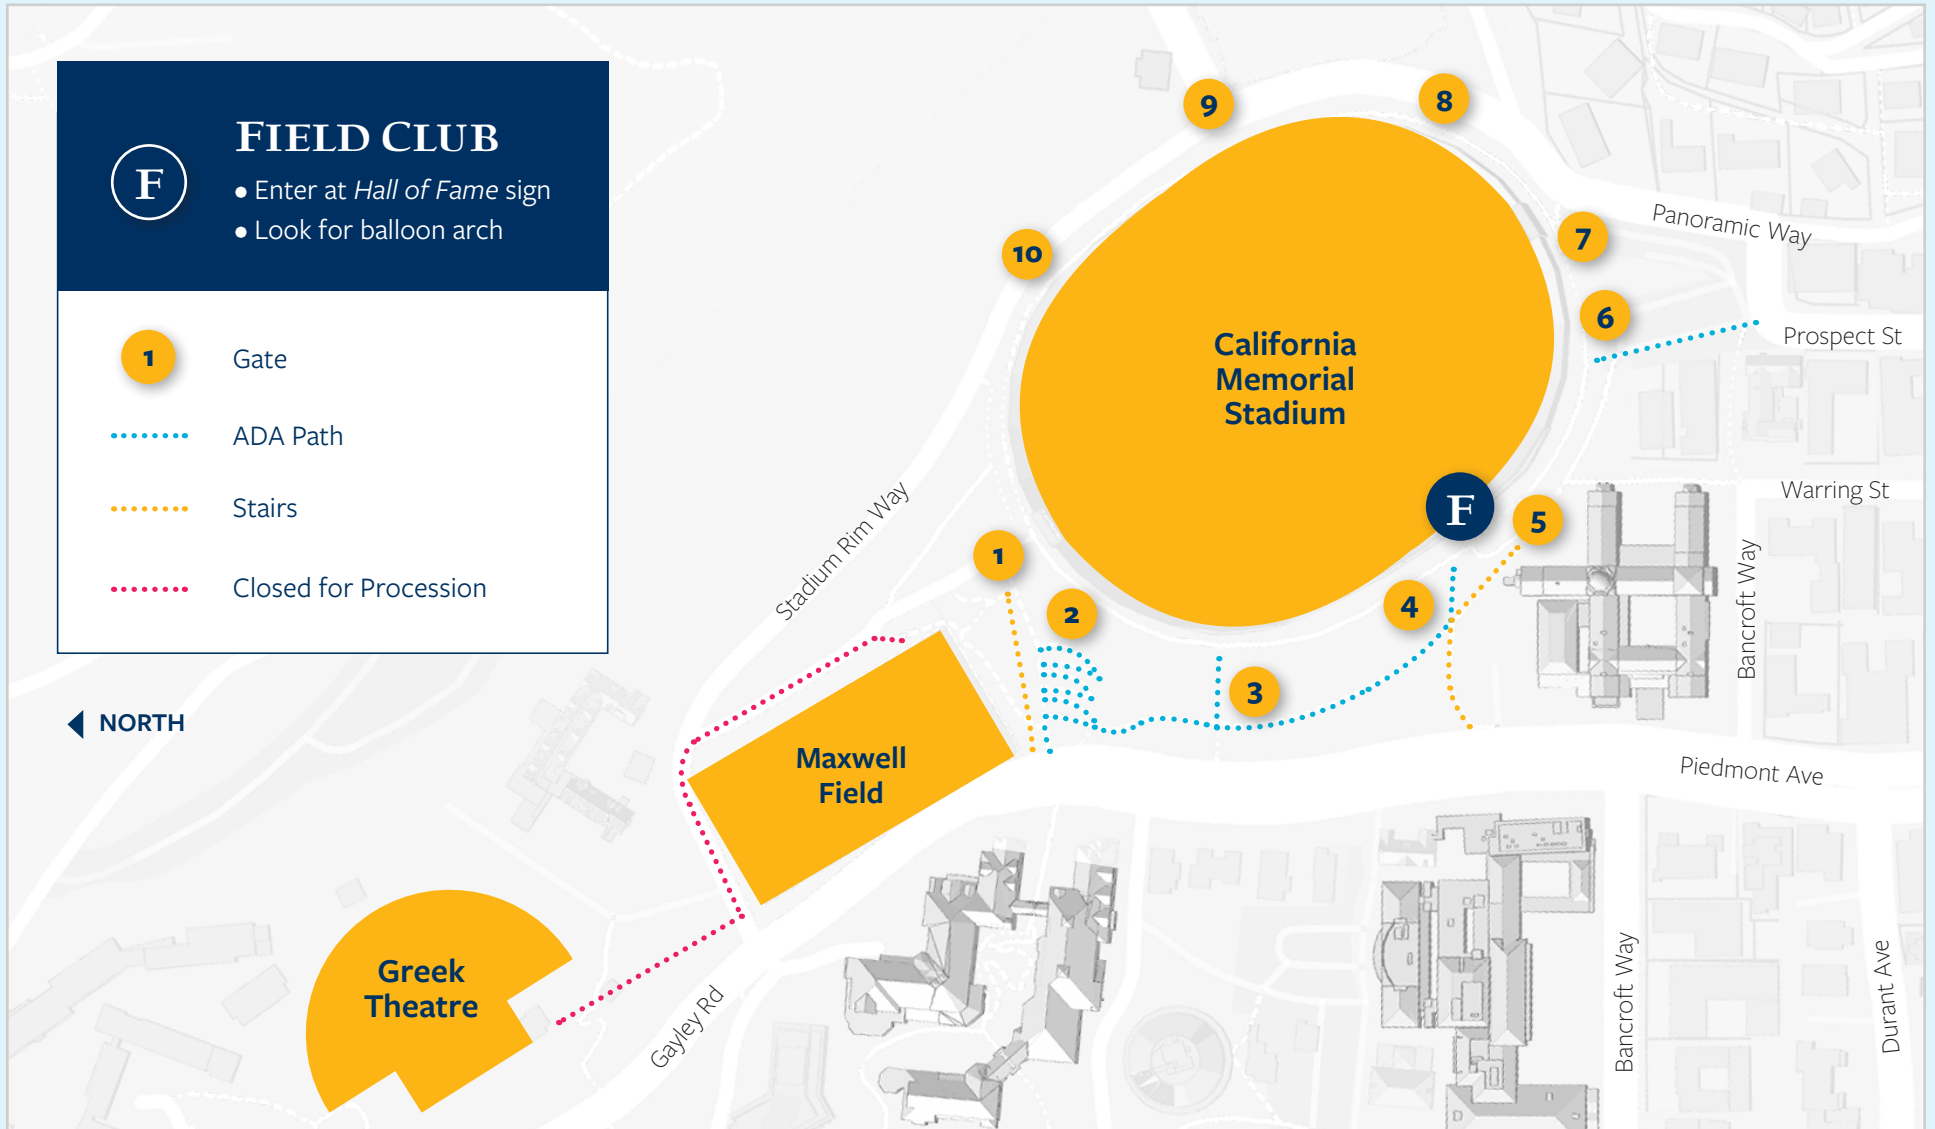 FIELD CLUB
F
• Enter at Hall of Fame sign
• Look for balloon arch
1
Gate
ADA Path
Stairs
Closed for Procession
NORTH
9
8
10
7
6
Panoramic Way
Prospect St
California
Memorial
Stadium
Warring St
F
5
Stadium Rim Way
1
2
4
3
Bancroft Way
Maxwell
Field
Piedmont Ave
Greek
Theatre
Gayley Rd
Bancroft Way
Durant Ave